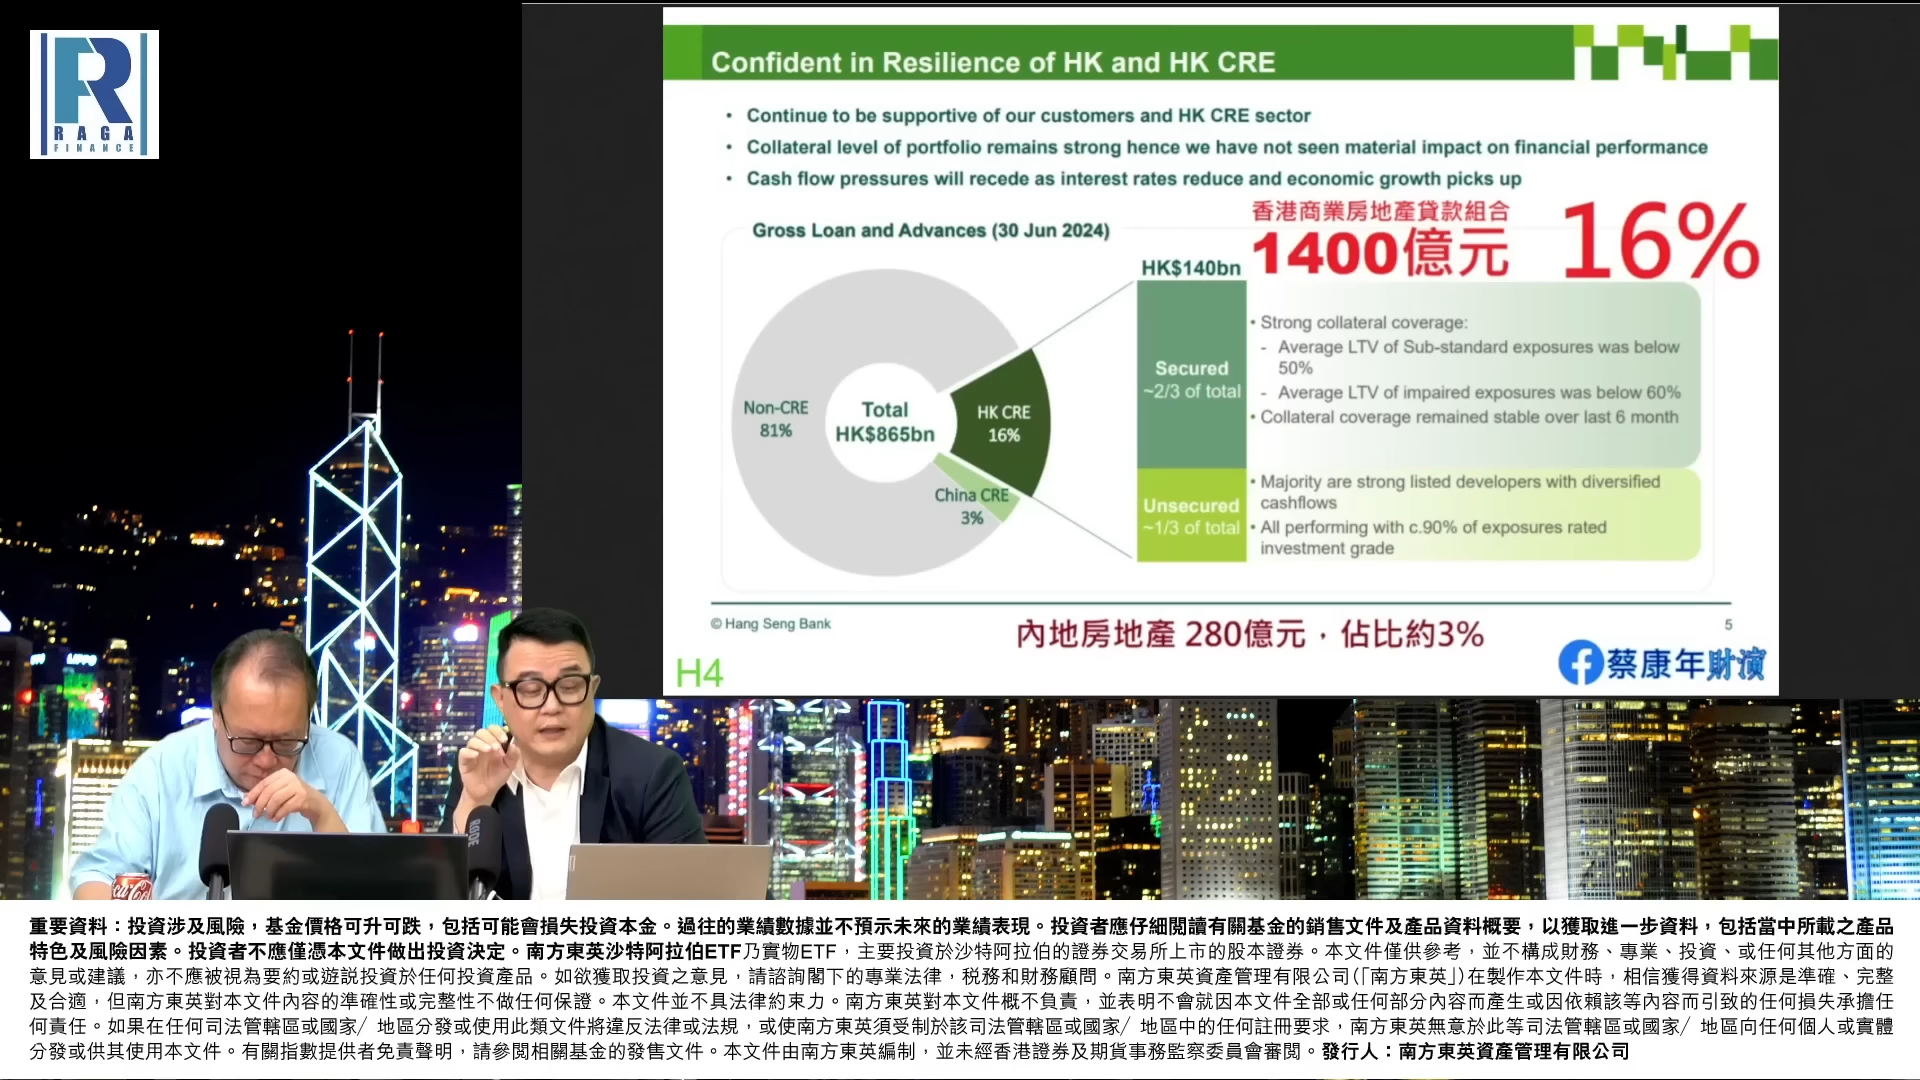 RAGA
FINANCE
Confident in Resilience of HK and HK CRE
• Continue to be supportive of our customers and HK CRE sector
• Collateral level of portfolio remains strong hence we have not seen material impact on financial performance
• Cash flow pressures will recede as interest rates reduce and economic growth picks up
香港商業房地產貸款組合
1400億元 16%
Gross Loan and Advances (30 Jun 2024)
HK$140bn
Non-CRE
81%
Total
HK$865bn
HK CRE
16%
China CRE
3%
Secured
~2/3 of total
• Strong collateral coverage:
- Average LTV of Sub-standard exposures was below
50%
- Average LTV of impaired exposures was below 60%
• Collateral coverage remained stable over last 6 month
Unsecured
~1/3 of total
• Majority are strong listed developers with diversified
cashflows
• All performing with c.90% of exposures rated
investment grade
© Hang Seng Bank
5
內地房地產 280億元，佔比約3%
H4
蔡康年財演
RODE
重要資料：投資涉及風險，基金價格可升可跌，包括可能會損失投資本金。過往的業績數據並不預示未來的業績表現。投資者應仔細閱讀有關基金的銷售文件及產品資料概要，以獲取進一步資料，包括當中所載之產品
特色及風險因素。投資者不應僅憑本文件做出投資決定。南方東英沙特阿拉伯ETF乃實物ETF，主要投資於沙特阿拉伯的證券交易所上市的股本證券。本文件僅供參考，並不構成財務、專業、投資、或任何其他方面的
意見或建議，亦不應被視為要約或遊説投資於任何投資產品。如欲獲取投資之意見，請諮詢閣下的專業法律，税務和財務顧問。南方東英資產管理有限公司(「南方東英」)在製作本文件時，相信獲得資料來源是準確、完整
及合適，但南方東英對本文件內容的準確性或完整性不做任何保證。本文件並不具法律約束力。南方東英對本文件概不負責，並表明不會就因本文件全部或任何部分內容而產生或因依賴該等內容而引致的任何損失承擔任
何責任。如果在任何司法管轄區或國家/ 地區分發或使用此類文件將違反法律或法規，或使南方東英須受制於該司法管轄區或國家/ 地區中的任何註冊要求，南方東英無意於此等司法管轄區或國家/ 地區向任何個人或實體
分發或供其使用本文件。有關指數提供者免責聲明，請參閱相關基金的發售文件。本文件由南方東英編制，並未經香港證券及期貨事務監察委員會審閱。發行人：南方東英資產管理有限公司